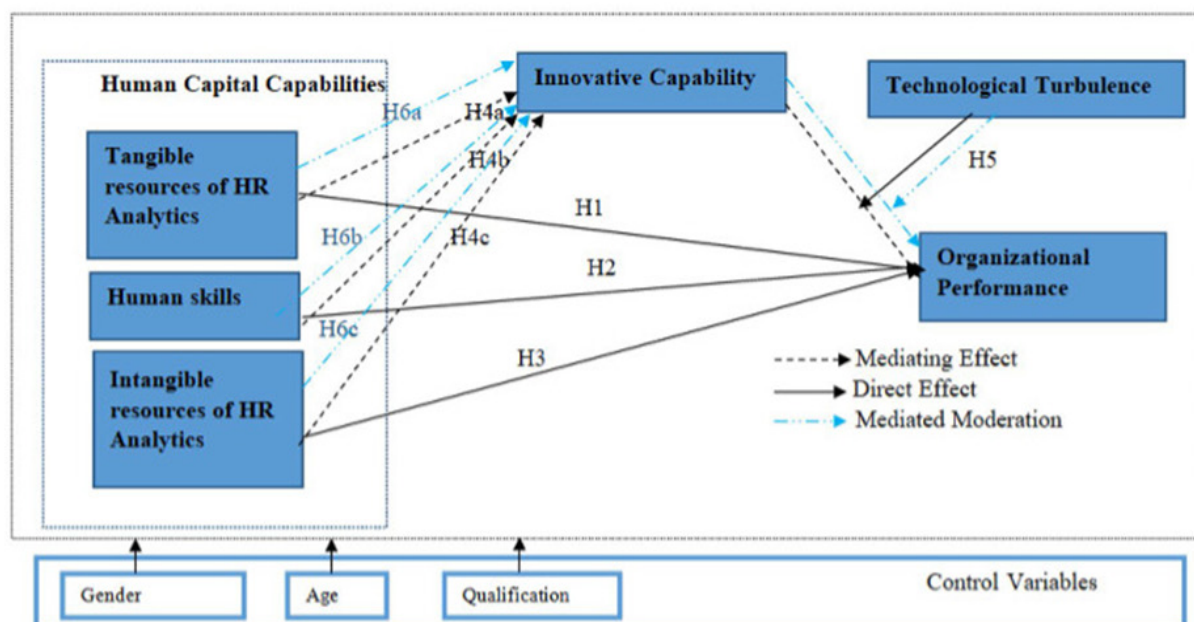 Human Capital Capabilities
Innovative Capability
Technological Turbulence
H6a
H4a
Tangible
resources of HR
Analytics
H4b
H5
H1
H6b
H4c
Human skills
H2
Organizational
Performance
H6c
Intangible
resources of HR
Analytics
H3
Mediating Effect
Direct Effect
Mediated Moderation
Control Variables
Gender
Age
Qualification